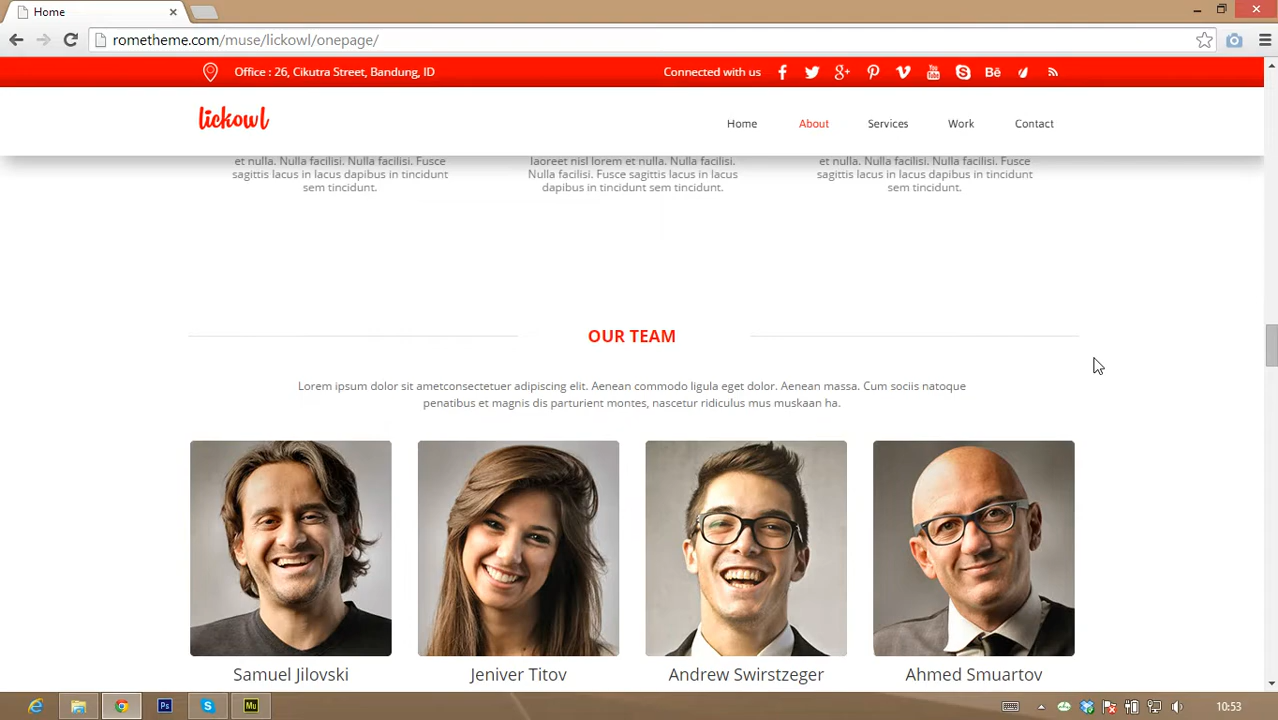 Home
rometheme.com/muse/lickowl/onepage/
Office : 26, Cikutra Street, Bandung, ID
Connected with us
lickowl
Home About Services Work Contact
et nulla. Nulla facilisi. Nulla facilisi. Fusce
sagittis lacus in lacus dapibus in tincidunt
sem tincidunt.
laoreet nisl lorem et nulla. Nulla facilisi.
Nulla facilisi. Fusce sagittis lacus in lacus
dapibus in tincidunt sem tincidunt.
et nulla. Nulla facilisi. Nulla facilisi. Fusce
sagittis lacus in lacus dapibus in tincidunt
sem tincidunt.
OUR TEAM
Lorem ipsum dolor sit ametconsectetuer adipiscing elit. Aenean commodo ligula eget dolor. Aenean massa. Cum sociis natoque
penatibus et magnis dis parturient montes, nascetur ridiculus mus muskaan ha.
Samuel Jilovski
Jeniver Titov
Andrew Swirstzeger
Ahmed Smuartov
10:53